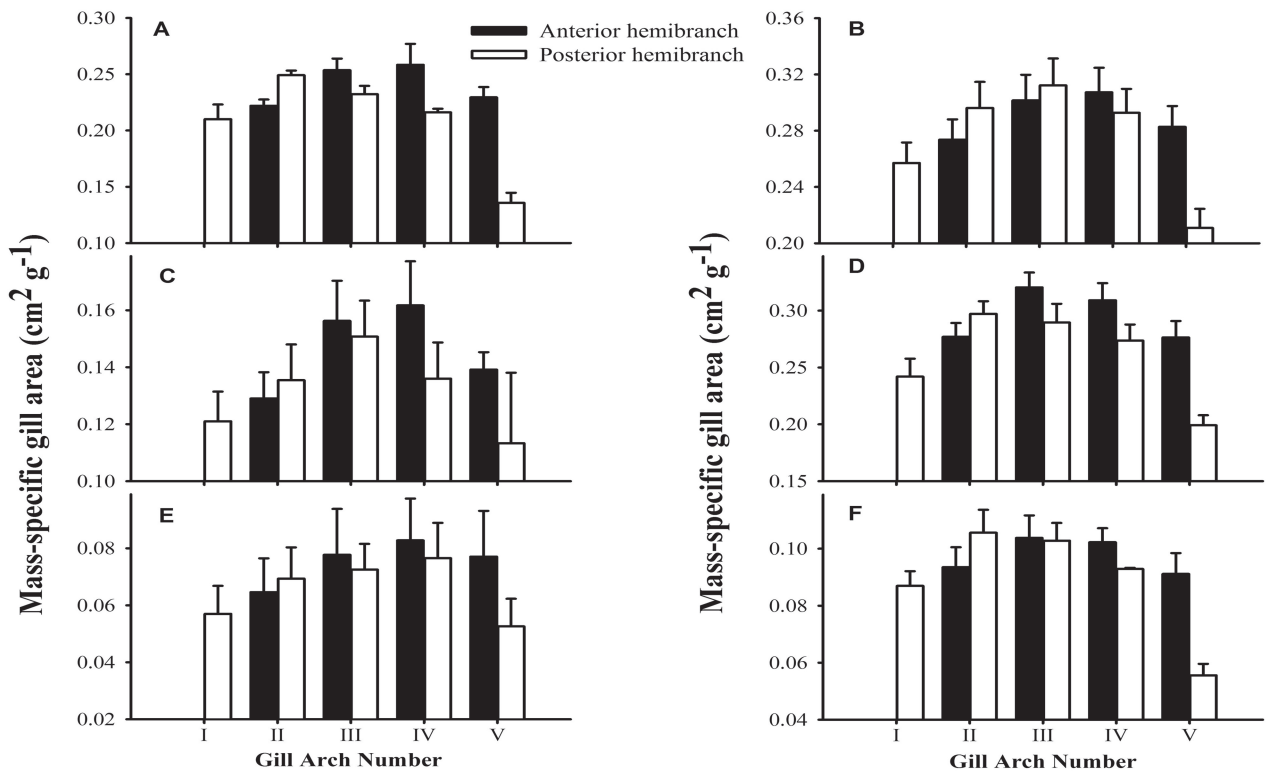 A
0.30
0.25
0.20
0.15
0.10
Anterior hemibranch
Posterior hemibranch
B
0.36
0.32
0.28
0.24
0.20
C
0.16
0.14
0.12
0.10
D
0.30
0.25
0.20
0.15
E
0.08
0.06
0.04
0.02
F
0.10
0.08
0.06
0.04
Mass-specific gill area (cm² g⁻¹)
Mass-specific gill area (cm² g⁻¹)
I II III IV V
Gill Arch Number
I II III IV V
Gill Arch Number